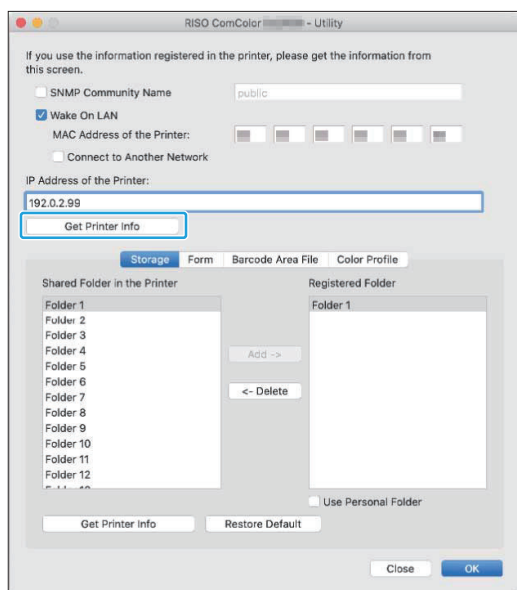 RISO ComColor - Utility
If you use the information registered in the printer, please get the information from
this screen.
SNMP Community Name
public
Wake On LAN
MAC Address of the Printer:
Connect to Another Network
IP Address of the Printer:
192.0.2.99
Get Printer Info
Storage Form Barcode Area File Color Profile
Shared Folder in the Printer Registered Folder
Folder 1 Folder 1
Folder 2
Folder 3
Folder 4
Folder 5
Folder 6
Folder 7
Folder 8
Folder 9
Folder 10
Folder 11
Folder 12
Add ->
<- Delete
Use Personal Folder
Get Printer Info Restore Default
Close OK